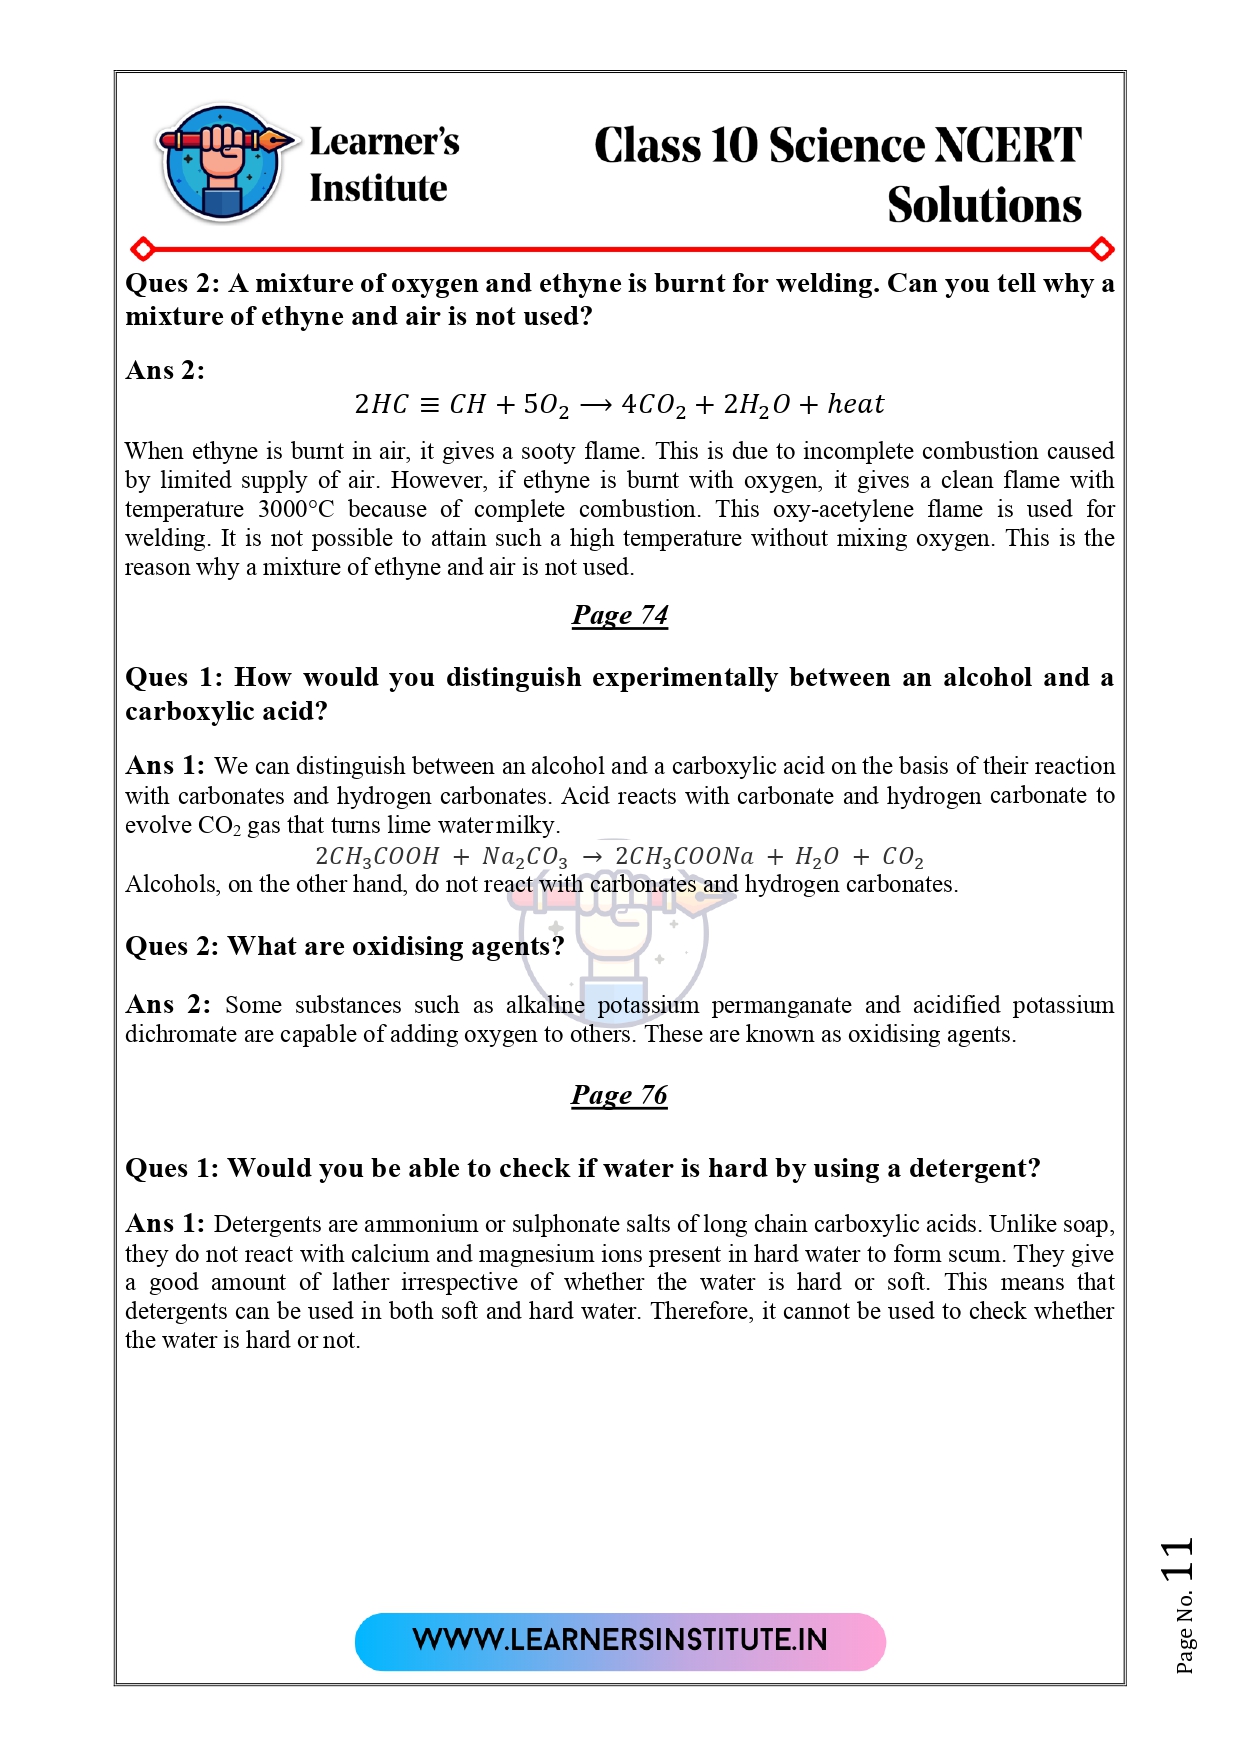 Learner's
Institute
Class 10 Science NCERT
Solutions
Ques 2: A mixture of oxygen and ethyne is burnt for welding. Can you tell why a
mixture of ethyne and air is not used?
Ans 2:
2HC ≡ CH + 5O₂ ⟶ 4CO₂ + 2H₂O + heat
When ethyne is burnt in air, it gives a sooty flame. This is due to incomplete combustion caused
by limited supply of air. However, if ethyne is burnt with oxygen, it gives a clean flame with
temperature 3000°C because of complete combustion. This oxy-acetylene flame is used for
welding. It is not possible to attain such a high temperature without mixing oxygen. This is the
reason why a mixture of ethyne and air is not used.
Page 74
Ques 1: How would you distinguish experimentally between an alcohol and a
carboxylic acid?
Ans 1: We can distinguish between an alcohol and a carboxylic acid on the basis of their reaction
with carbonates and hydrogen carbonates. Acid reacts with carbonate and hydrogen carbonate to
evolve CO₂ gas that turns lime water milky.
2CH₃COOH + Na₂CO₃ → 2CH₃COONa + H₂O + CO₂
Alcohols, on the other hand, do not react with carbonates and hydrogen carbonates.
Ques 2: What are oxidising agents?
Ans 2: Some substances such as alkaline potassium permanganate and acidified potassium
dichromate are capable of adding oxygen to others. These are known as oxidising agents.
Page 76
Ques 1: Would you be able to check if water is hard by using a detergent?
Ans 1: Detergents are ammonium or sulphonate salts of long chain carboxylic acids. Unlike soap,
they do not react with calcium and magnesium ions present in hard water to form scum. They give
a good amount of lather irrespective of whether the water is hard or soft. This means that
detergents can be used in both soft and hard water. Therefore, it cannot be used to check whether
the water is hard or not.
WWW.LEARNERSINSTITUTE.IN
Page No. 11